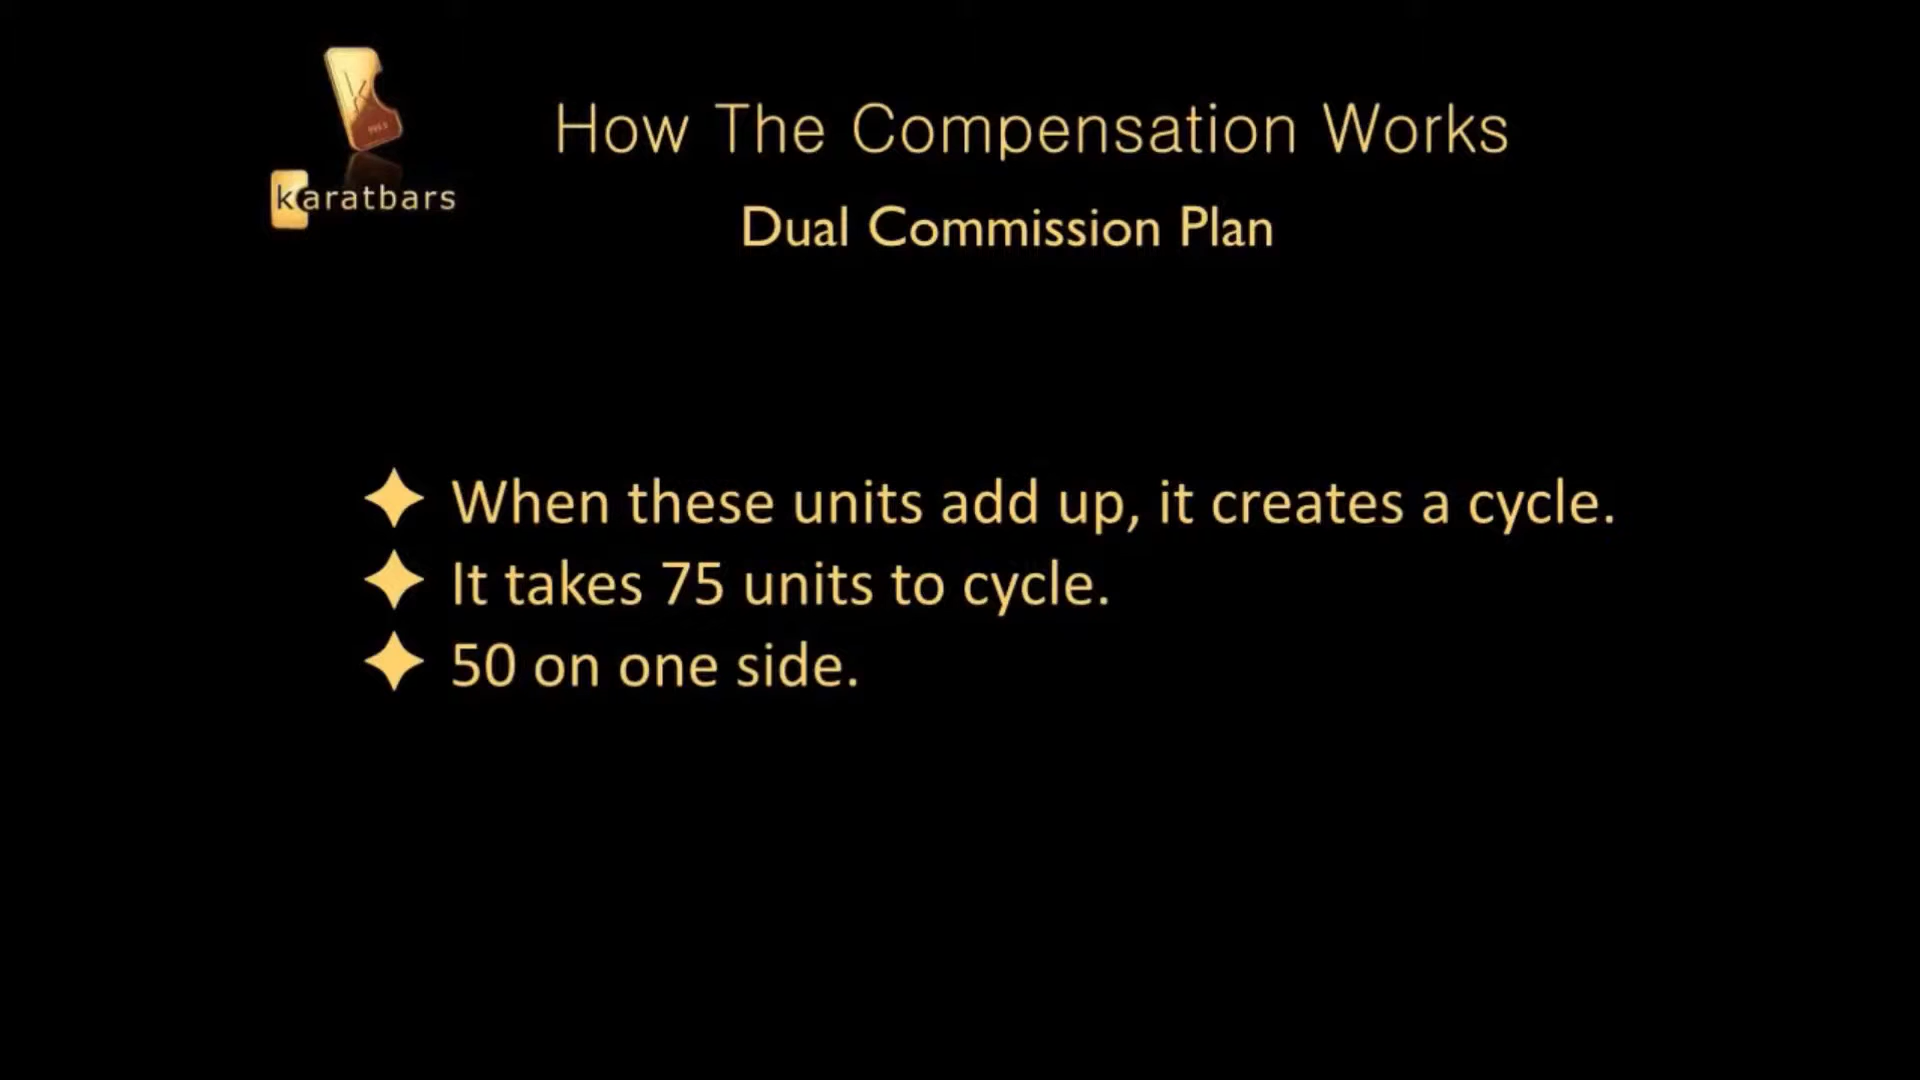 How The Compensation Works
karatbars
Dual Commission Plan
When these units add up, it creates a cycle.
It takes 75 units to cycle.
50 on one side.